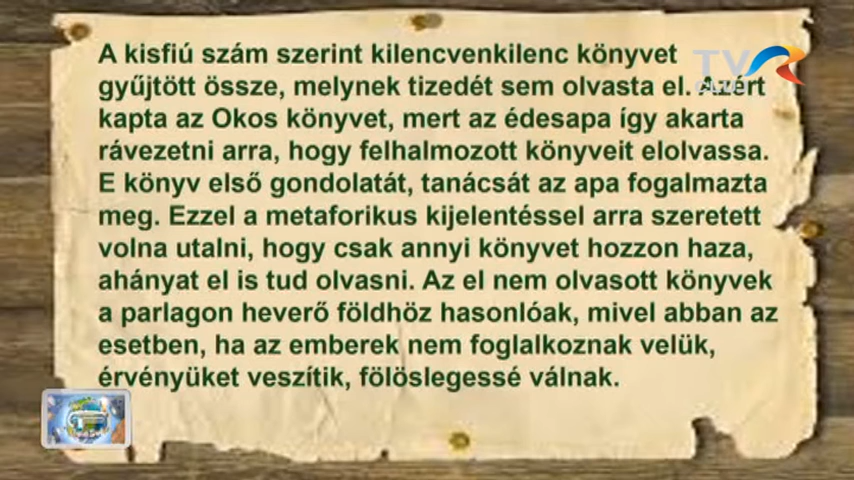 A kisfiú szám szerint kilencvenkilenc könyvet
gyűjtött össze, melynek tizedét sem olvasta el. Azért
kapta az Okos könyvet, mert az édesapa így akarta
rávezetni arra, hogy felhalmozott könyveit elolvassa.
E könyv első gondolatát, tanácsát az apa fogalmazta
meg. Ezzel a metaforikus kijelentéssel arra szeretett
volna utalni, hogy csak annyi könyvet hozzon haza,
ahányat el is tud olvasni. Az el nem olvasott könyvek
a parlagon heverő földhöz hasonlóak, mivel abban az
esetben, ha az emberek nem foglalkoznak velük,
érvényüket veszítik, fölöslegessé válnak.
TVR